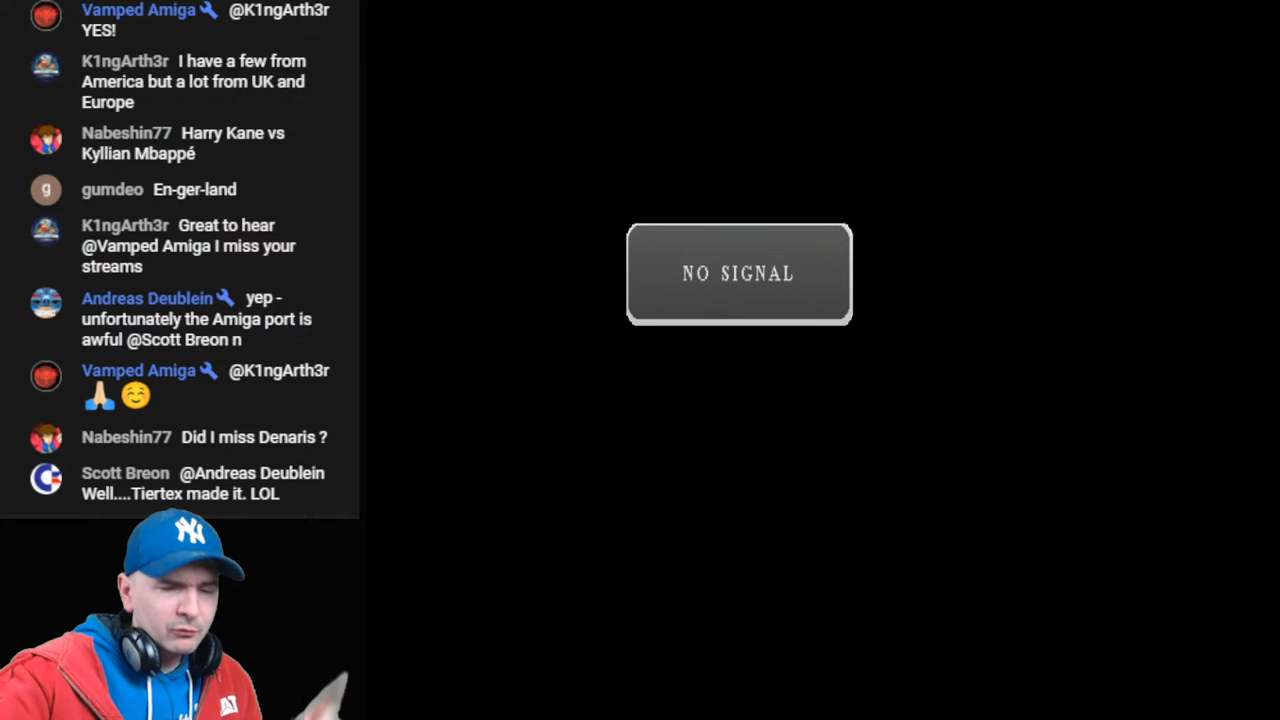 Vamped Amiga @K1ngArth3r
YES!
K1ngArth3r I have a few from
America but a lot from UK and
Europe
Nabeshin77 Harry Kane vs
Kyllian Mbappé
g gumdeo En-ger-land
K1ngArth3r Great to hear
@Vamped Amiga I miss your
streams
Andreas Deublein yep -
unfortunately the Amiga port is
awful @Scott Breon n
Vamped Amiga @K1ngArth3r
🙏🏼 ☺️
Nabeshin77 Did I miss Denaris ?
Scott Breon @Andreas Deublein
Well....Tiertex made it. LOL
NO SIGNAL
NY